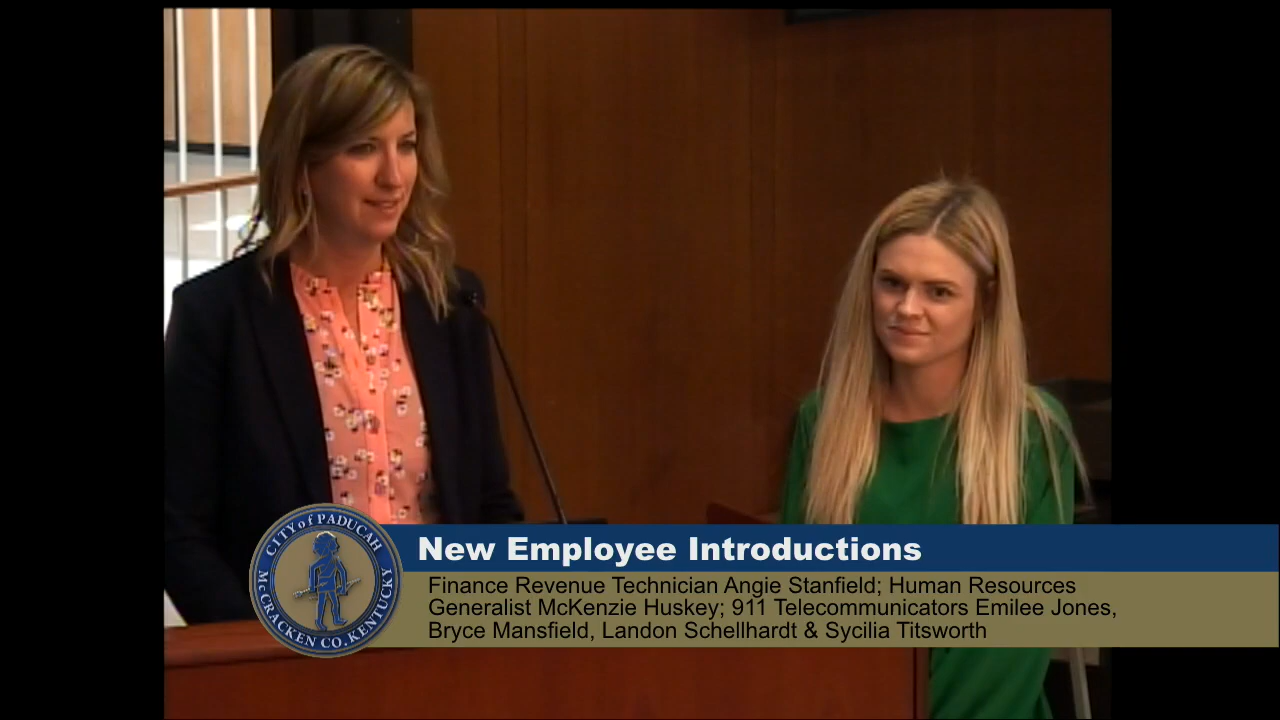 New Employee Introductions
Finance Revenue Technician Angie Stanfield; Human Resources
Generalist McKenzie Huskey; 911 Telecommunicators Emilee Jones,
Bryce Mansfield, Landon Schellhardt & Sycilia Titsworth
CITY of PADUCAH
McCRACKEN CO. KENTUCKY